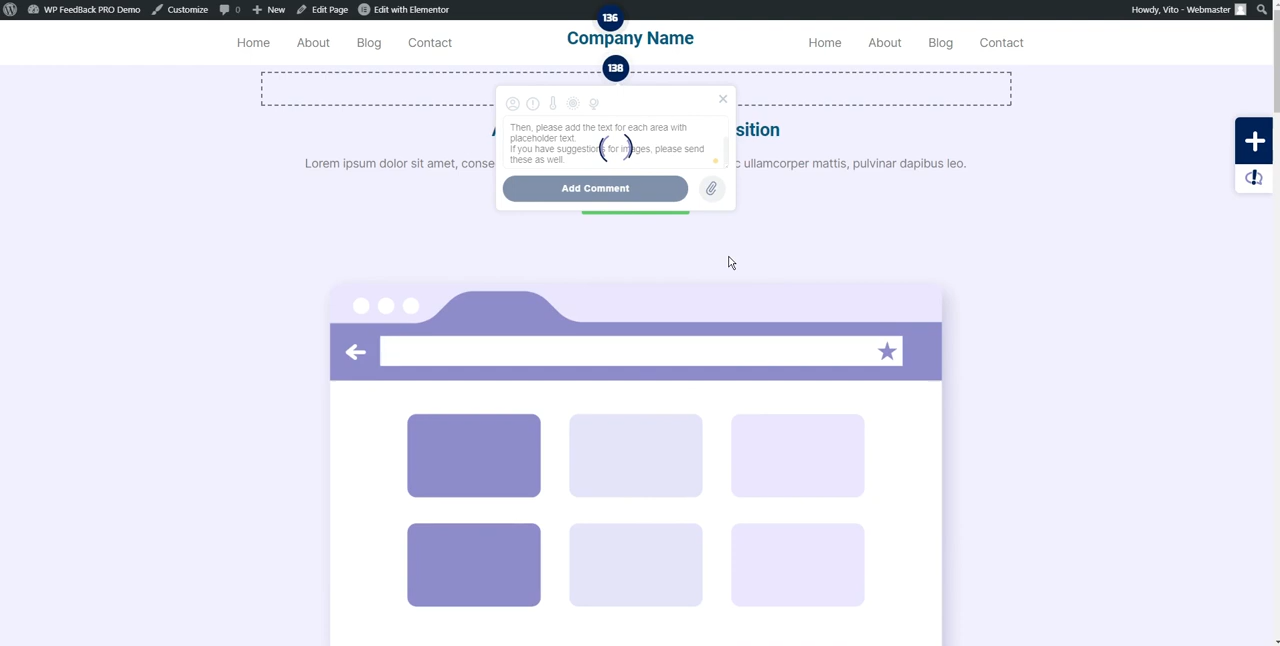 WP FeedBack PRO Demo Customize 0 New Edit Page Edit with Elementor Howdy, Vito - Webmaster
136
Home About Blog Contact Company Name Home About Blog Contact
138
Then, please add the text for each area with
placeholder text.
If you have suggestions for images, please send
these as well.
sition
Lorem ipsum dolor sit amet, conse c ullamcorper mattis, pulvinar dapibus leo.
Add Comment